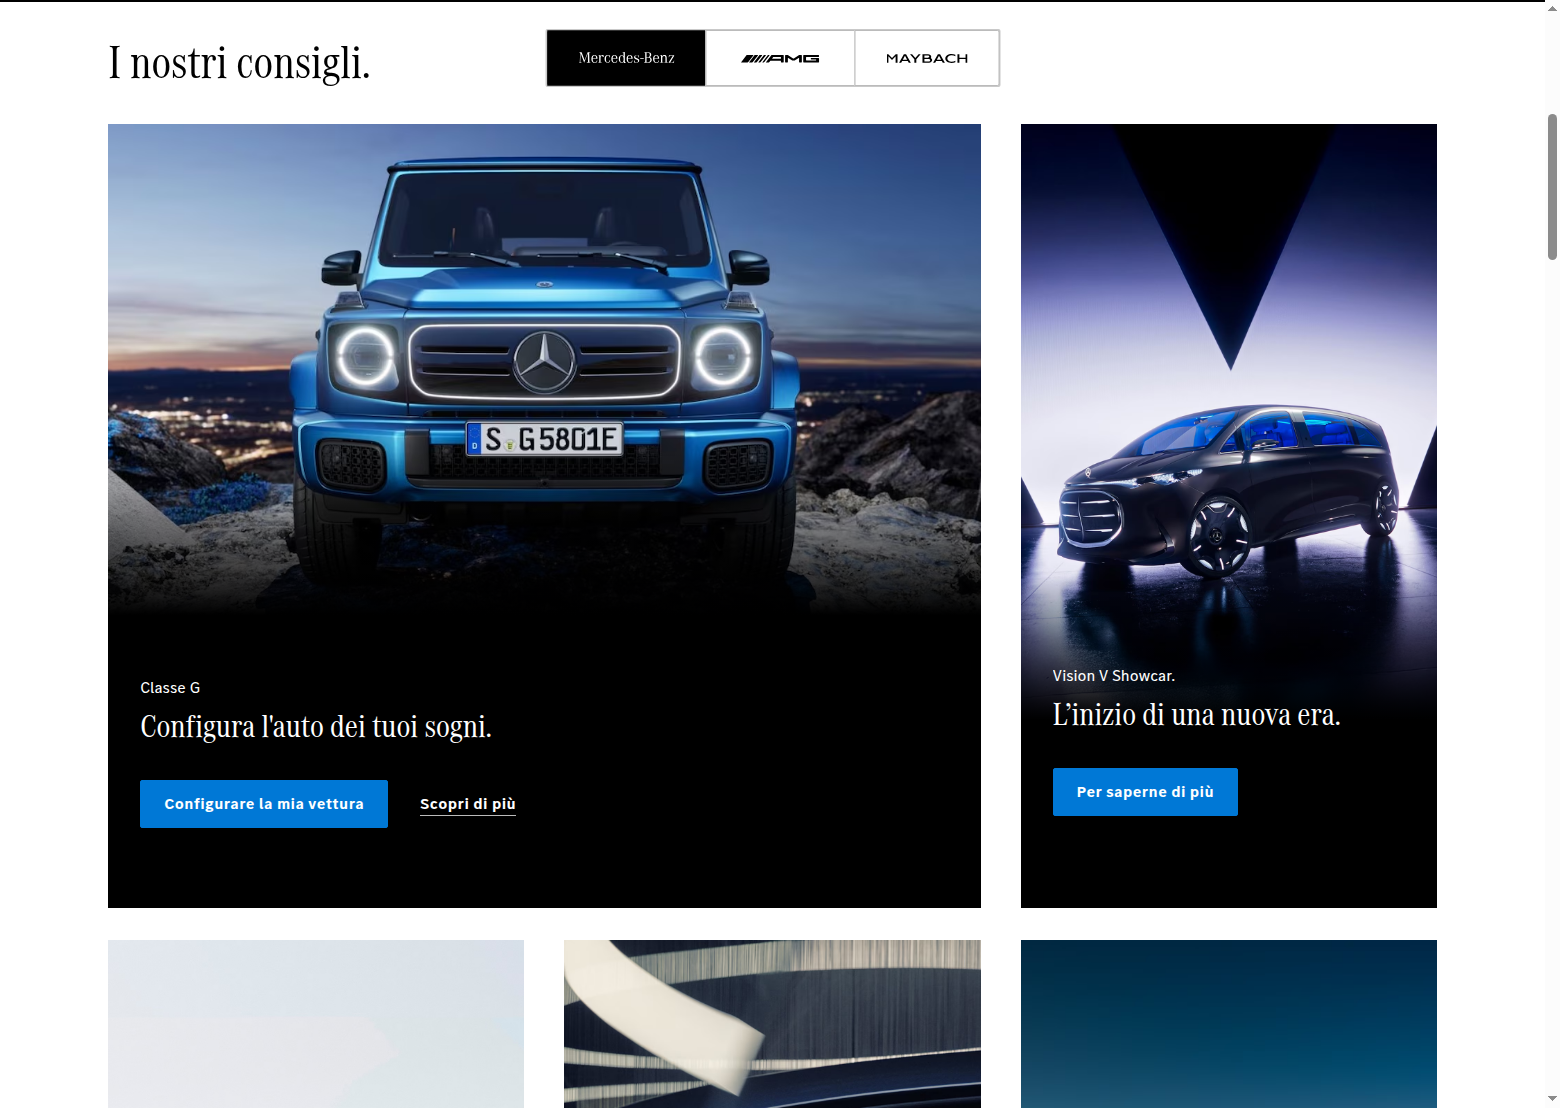 I nostri consigli.
Mercedes-Benz
AMG
MAYBACH
S G 5801E
D
Classe G
Configura l'auto dei tuoi sogni.
Configurare la mia vettura
Scopri di più
Vision V Showcar.
L’inizio di una nuova era.
Per saperne di più